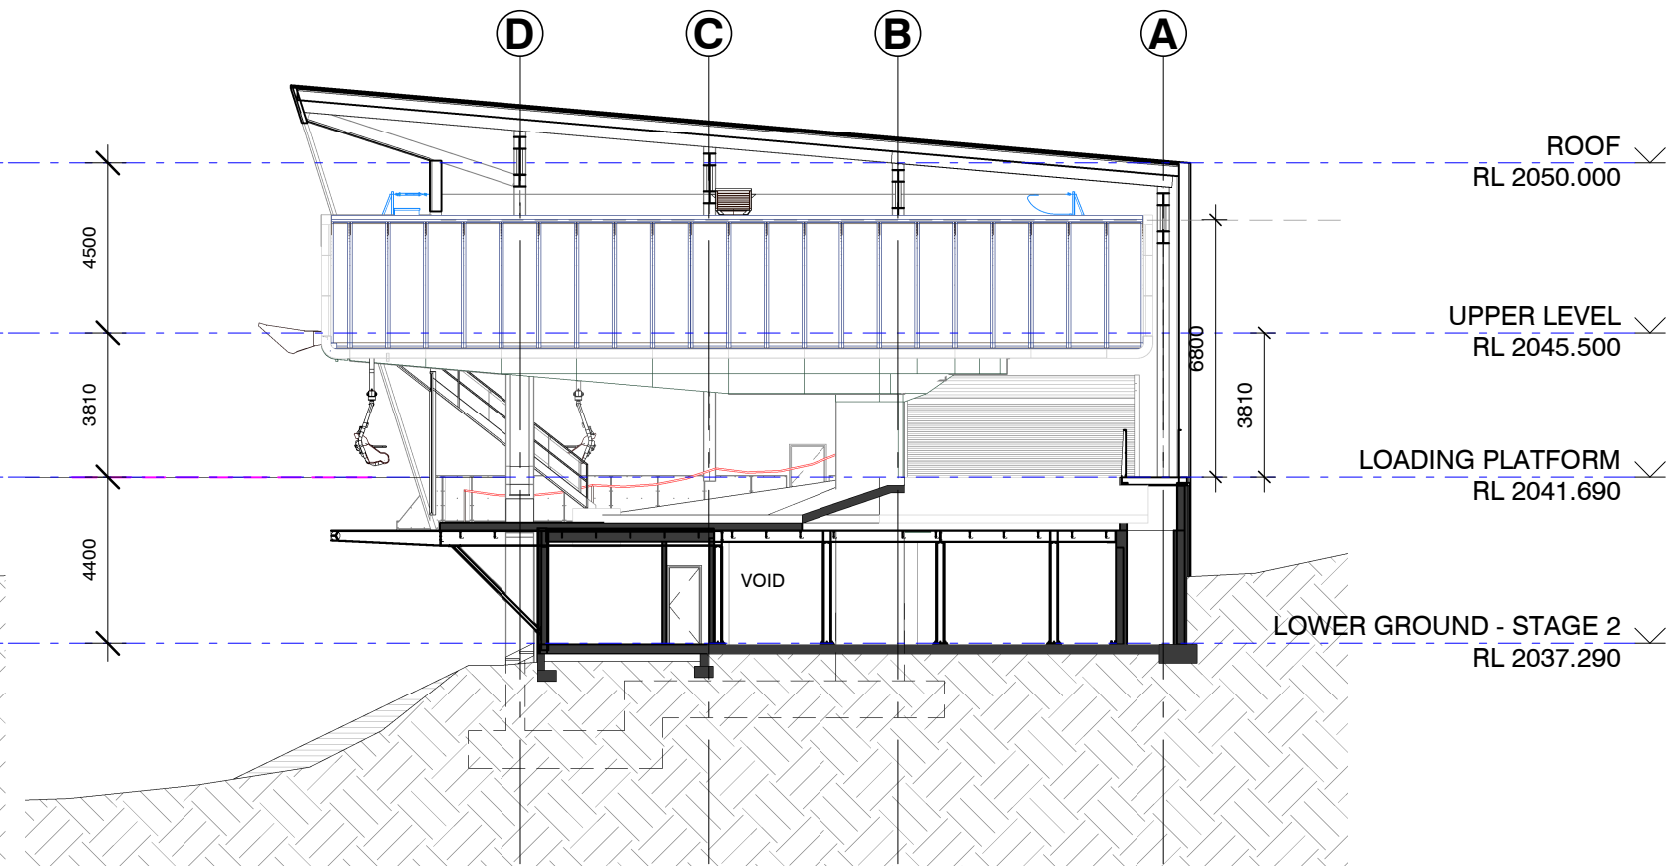 D C B A
ROOF
RL 2050.000
4500
UPPER LEVEL
RL 2045.500
6800
3810
3810
LOADING PLATFORM
RL 2041.690
4400
VOID
LOWER GROUND - STAGE 2
RL 2037.290